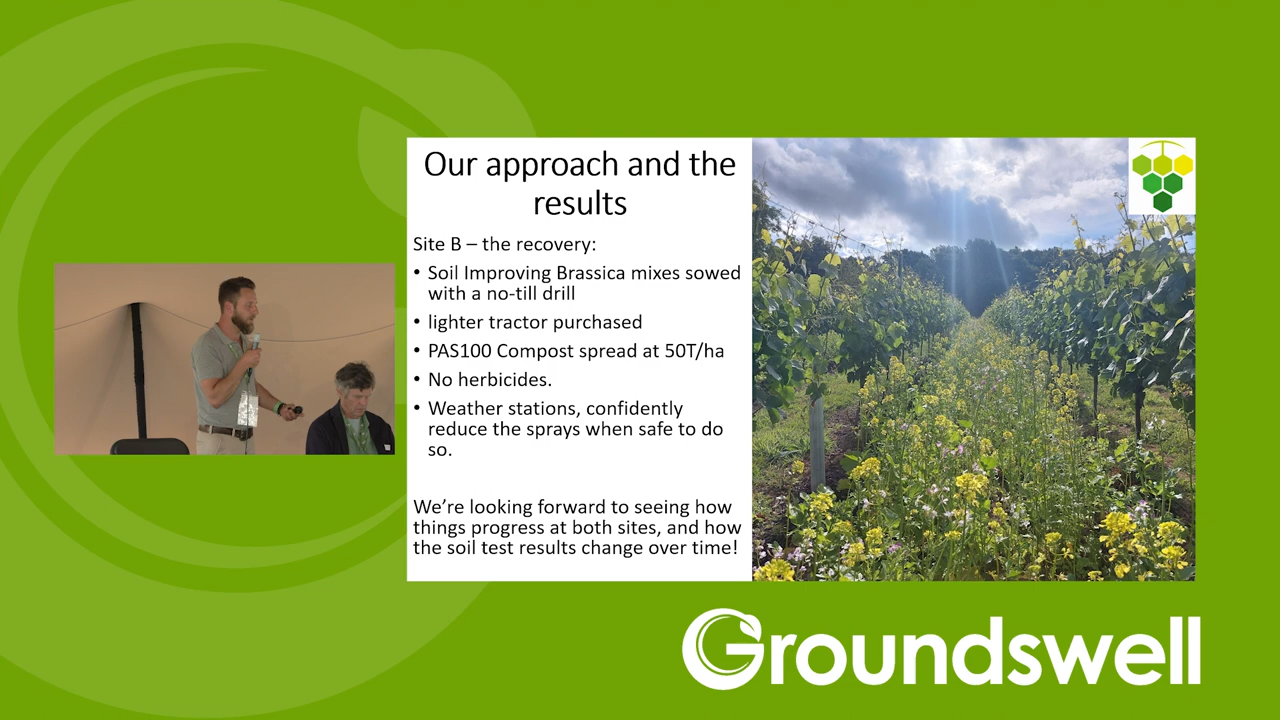 Our approach and the
results
Site B – the recovery:
• Soil Improving Brassica mixes sowed
with a no-till drill
• lighter tractor purchased
• PAS100 Compost spread at 50T/ha
• No herbicides.
• Weather stations, confidently
reduce the sprays when safe to do
so.
We’re looking forward to seeing how
things progress at both sites, and how
the soil test results change over time!
Groundswell